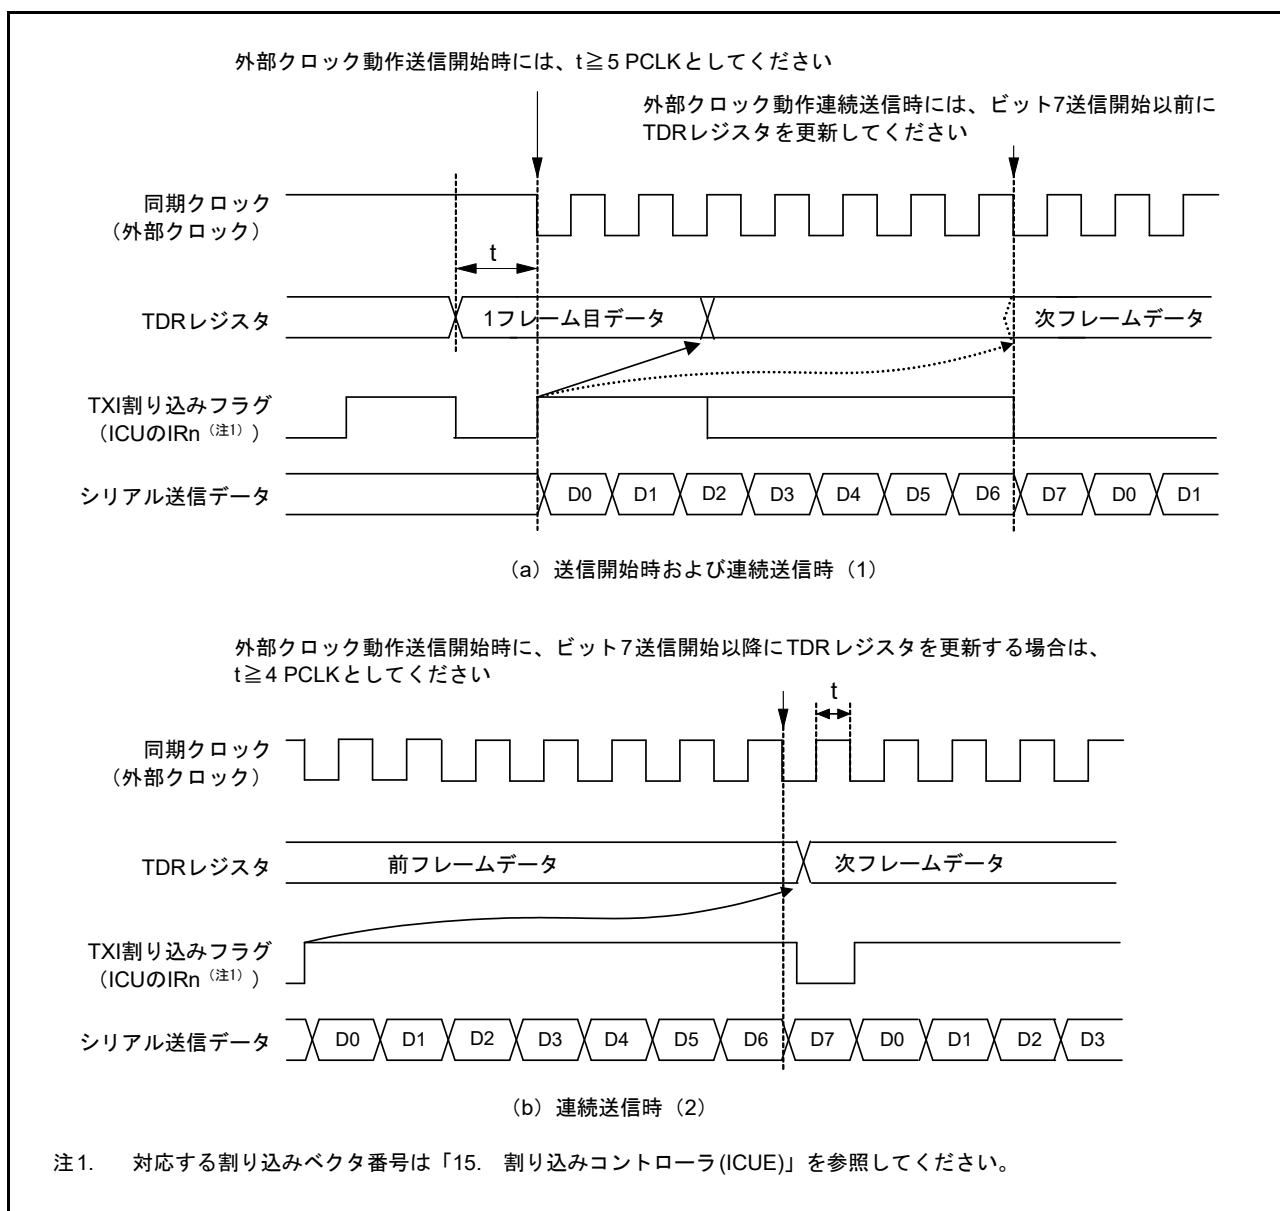 外部クロック動作送信開始時には、t≧5 PCLKとしてください
外部クロック動作連続送信時には、ビット7送信開始以前に
TDRレジスタを更新してください
同期クロック
（外部クロック）
t
TDRレジスタ
1フレーム目データ
次フレームデータ
TXI割り込みフラグ
（ICUのIRn（注1））
シリアル送信データ
D0 D1 D2 D3 D4 D5 D6 D7 D0 D1
（a）送信開始時および連続送信時（1）
外部クロック動作送信開始時に、ビット7送信開始以降にTDRレジスタを更新する場合は、
t≧4 PCLKとしてください
t
同期クロック
（外部クロック）
TDRレジスタ
前フレームデータ
次フレームデータ
TXI割り込みフラグ
（ICUのIRn（注1））
シリアル送信データ
D0 D1 D2 D3 D4 D5 D6 D7 D0 D1 D2 D3
（b）連続送信時（2）
注1. 対応する割り込みベクタ番号は「15. 割り込みコントローラ(ICUE)」を参照してください。